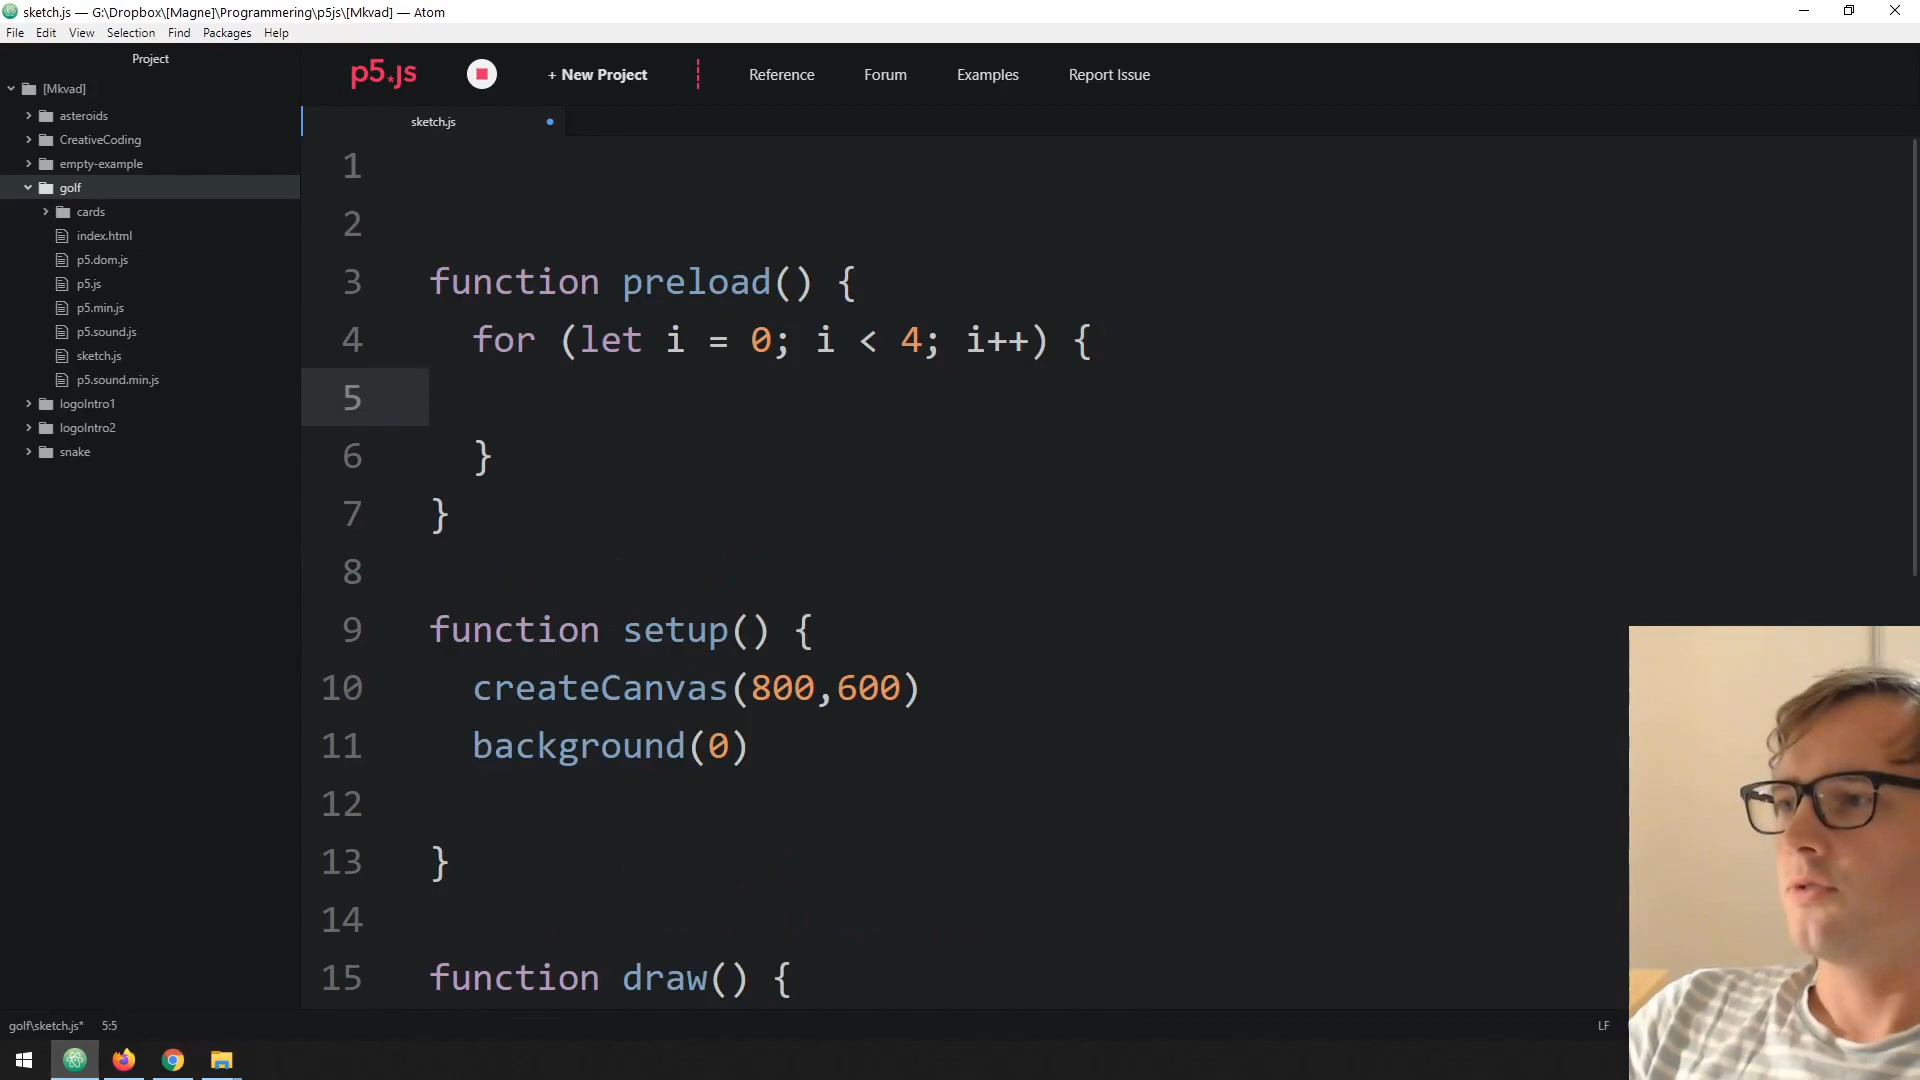 sketch.js — G:\Dropbox\[Magne]\Programmering\p5js\[Mkvad] — Atom
File Edit View Selection Find Packages Help
Project
[Mkvad]
asteroids
CreativeCoding
empty-example
golf
cards
index.html
p5.dom.js
p5.js
p5.min.js
p5.sound.js
sketch.js
p5.sound.min.js
logoIntro1
logoIntro2
snake
p5*js + New Project Reference Forum Examples Report Issue
sketch.js
1
2
3 function preload() {
4 for (let i = 0; i < 4; i++) {
5
6 }
7 }
8
9 function setup() {
10 createCanvas(800,600)
11 background(0)
12
13 }
14
15 function draw() {
golf\sketch.js* 5:5 LF